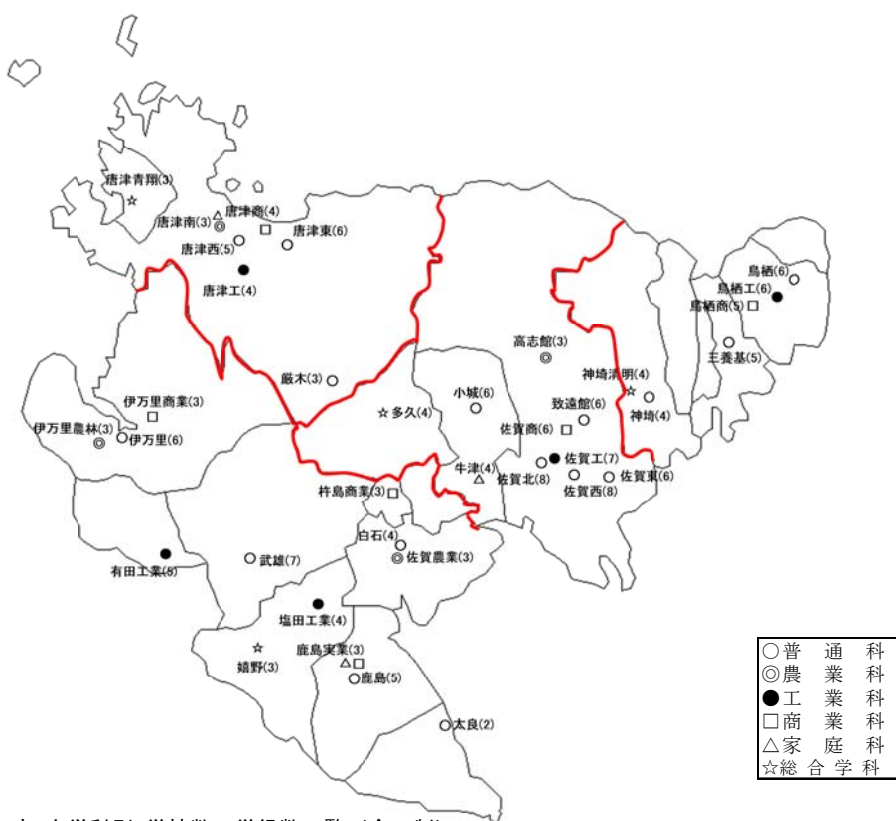 唐津青翔(3)
唐津南(3)
唐津商(4)
唐津西(5)
唐津東(6)
唐津工(4)
鳥栖(6)
鳥栖工(6)
鳥栖商(5)
三養基(5)
高志館(3)
神埼清明(4)
神埼(4)
厳木(3)
多久(4)
小城(6)
致遠館(6)
佐賀商(6)
佐賀工(7)
佐賀北(8)
佐賀西(8)
佐賀東(6)
牛津(4)
伊万里商業(3)
伊万里農林(3)
伊万里(6)
杵島商業(3)
白石(4)
佐賀農業(3)
有田工業(5)
武雄(7)
塩田工業(4)
嬉野(3)
鹿島実業(3)
鹿島(5)
太良(2)
○普通科
◎農業科
●工業科
□商業科
△家庭科
☆総合学科